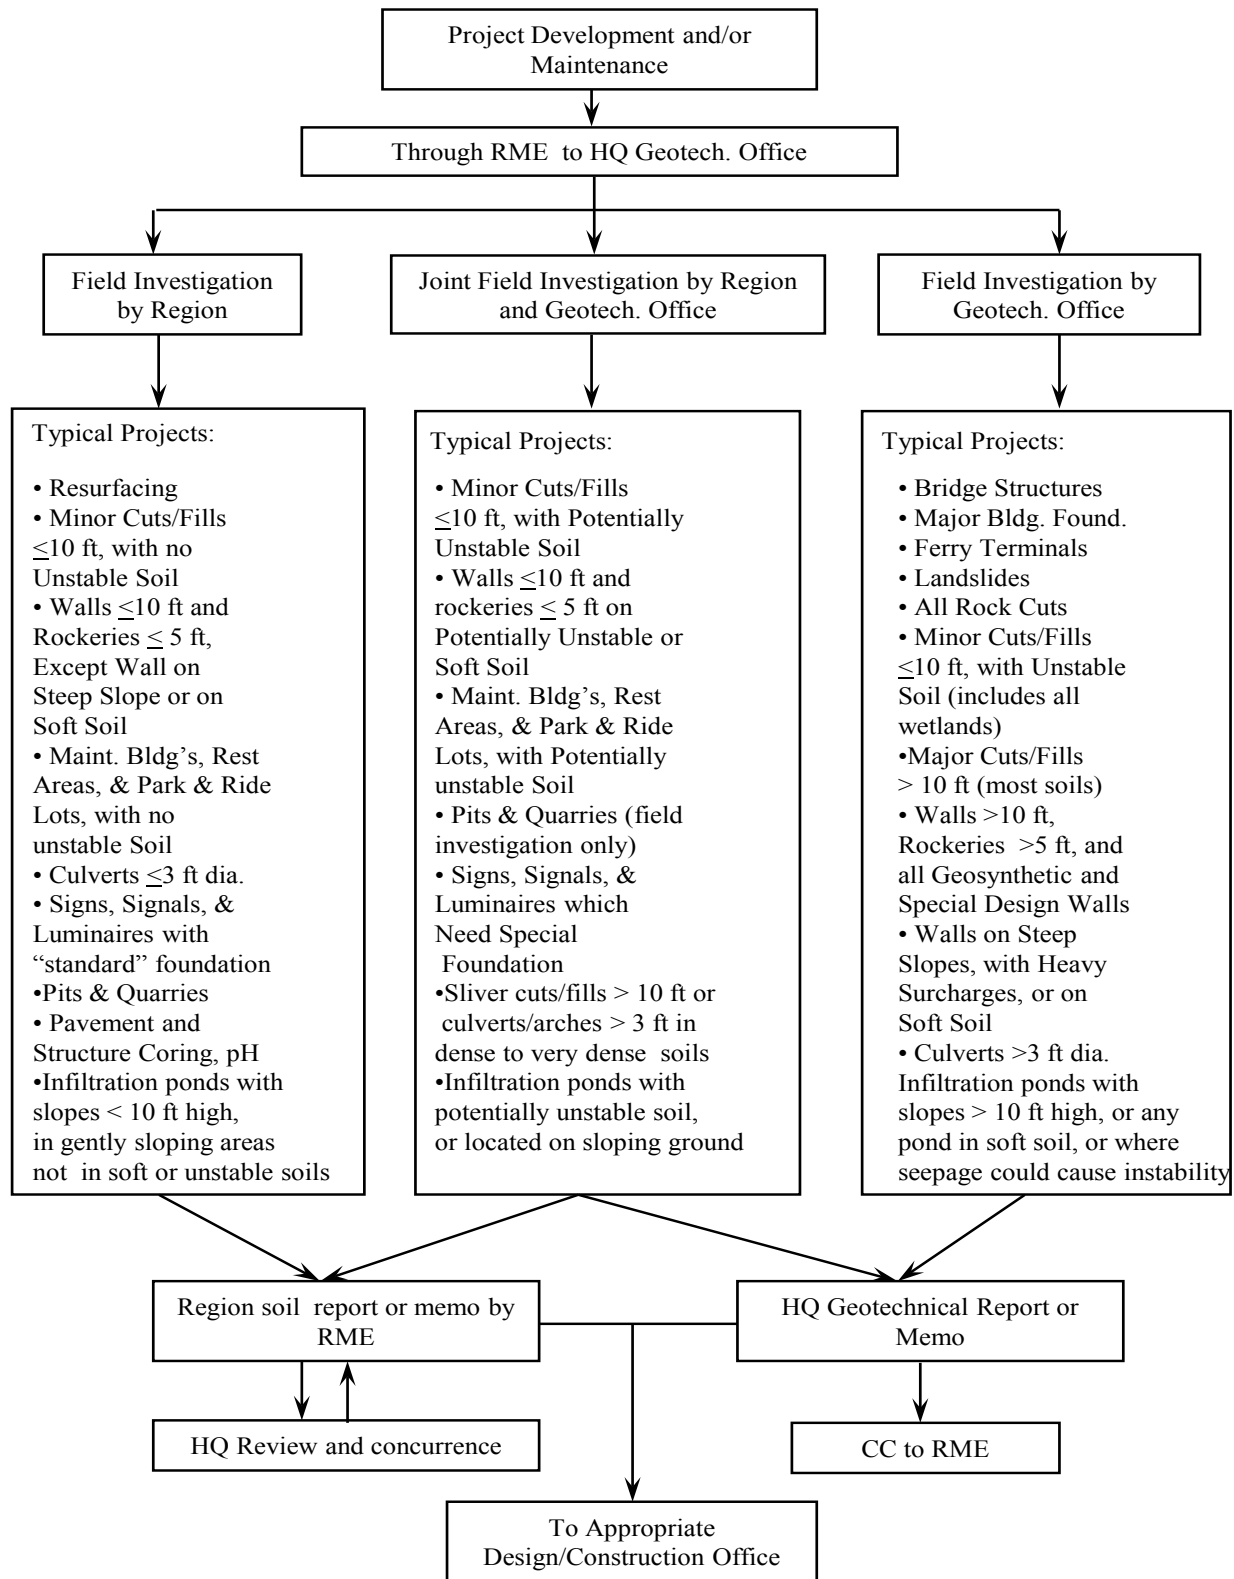 Project Development and/or
Maintenance
Through RME to HQ Geotech. Office
Field Investigation
by Region
Joint Field Investigation by Region
and Geotech. Office
Field Investigation by
Geotech. Office
Typical Projects:
• Resurfacing
• Minor Cuts/Fills
≤10 ft, with no
Unstable Soil
• Walls ≤10 ft and
Rockeries ≤ 5 ft,
Except Wall on
Steep Slope or on
Soft Soil
• Maint. Bldg’s, Rest
Areas, & Park & Ride
Lots, with no
unstable Soil
• Culverts ≤3 ft dia.
• Signs, Signals, &
Luminaires with
“standard” foundation
•Pits & Quarries
• Pavement and
Structure Coring, pH
•Infiltration ponds with
slopes < 10 ft high,
in gently sloping areas
not in soft or unstable soils
Typical Projects:
• Minor Cuts/Fills
≤10 ft, with Potentially
Unstable Soil
• Walls ≤10 ft and
rockeries ≤ 5 ft on
Potentially Unstable or
Soft Soil
• Maint. Bldg’s, Rest
Areas, & Park & Ride
Lots, with Potentially
unstable Soil
• Pits & Quarries (field
investigation only)
• Signs, Signals, &
Luminaires which
Need Special
Foundation
•Sliver cuts/fills > 10 ft or
culverts/arches > 3 ft in
dense to very dense soils
•Infiltration ponds with
potentially unstable soil,
or located on sloping ground
Typical Projects:
• Bridge Structures
• Major Bldg. Found.
• Ferry Terminals
• Landslides
• All Rock Cuts
• Minor Cuts/Fills
≤10 ft, with Unstable
Soil (includes all
wetlands)
•Major Cuts/Fills
> 10 ft (most soils)
• Walls >10 ft,
Rockeries >5 ft, and
all Geosynthetic and
Special Design Walls
• Walls on Steep
Slopes, with Heavy
Surcharges, or on
Soft Soil
• Culverts >3 ft dia.
Infiltration ponds with
slopes > 10 ft high, or any
pond in soft soil, or where
seepage could cause instability
Region soil report or memo by
RME
HQ Geotechnical Report or
Memo
HQ Review and concurrence
CC to RME
To Appropriate
Design/Construction Office